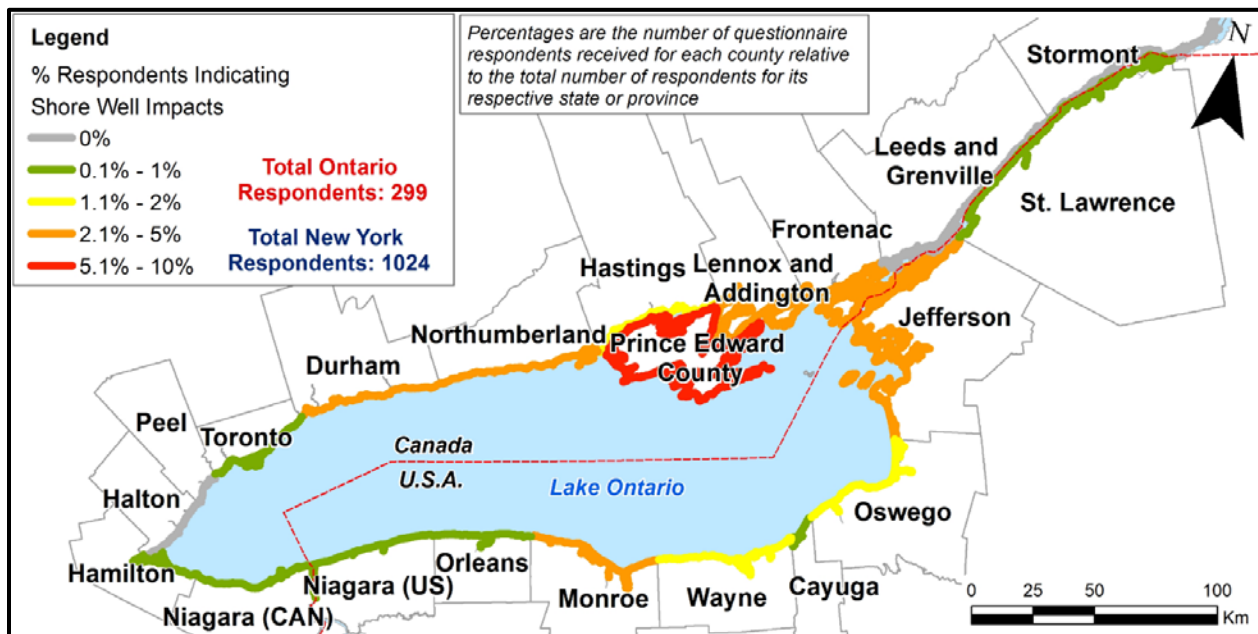 Legend
% Respondents Indicating
Shore Well Impacts
0%
0.1% - 1%
1.1% - 2%
2.1% - 5%
5.1% - 10%
Total Ontario
Respondents: 299
Total New York
Respondents: 1024
Percentages are the number of questionnaire
respondents received for each county relative
to the total number of respondents for its
respective state or province
N
Stormont
Leeds and
Grenville
St. Lawrence
Frontenac
Hastings
Lennox and
Addington
Jefferson
Northumberland
Prince Edward
County
Durham
Peel
Toronto
Canada
U.S.A.
Lake Ontario
Halton
Oswego
Hamilton
Niagara (CAN)
Niagara (US)
Orleans
Monroe
Wayne
Cayuga
0 25 50 100
Km